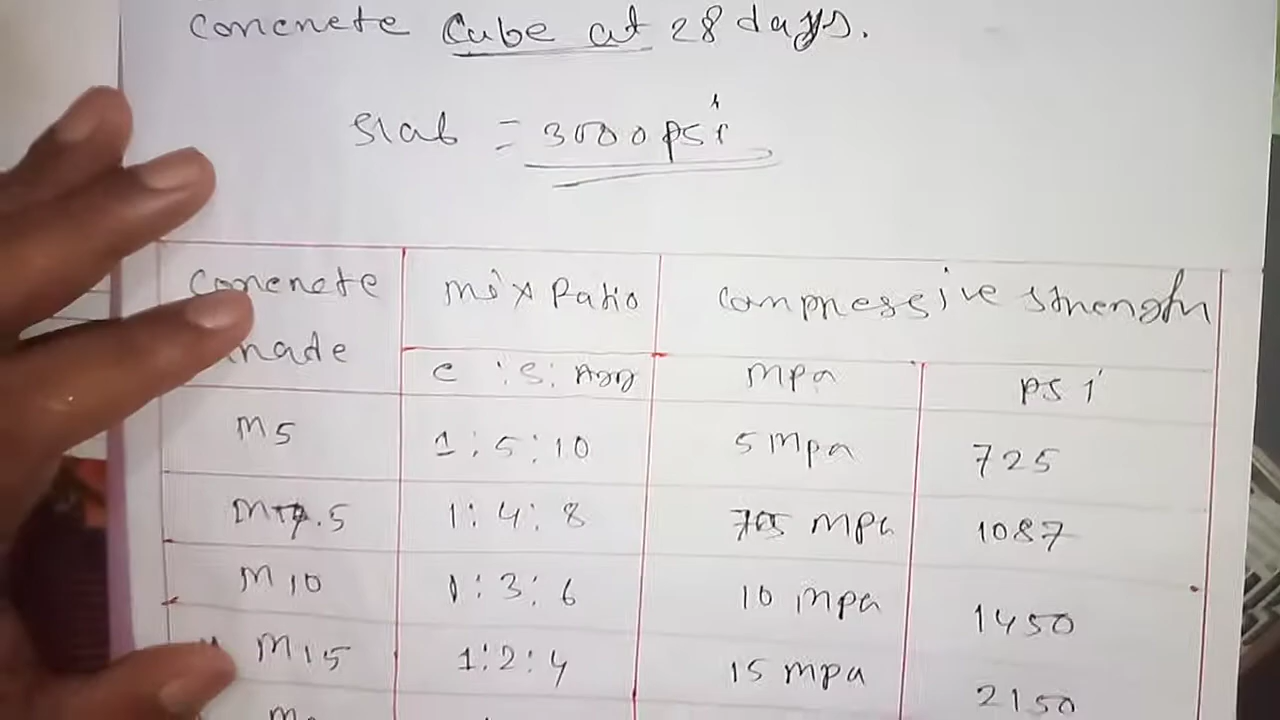 Concrete Cube at 28 days.
slab = 3000 psi
Concrete mix Ratio compressive strength
rade C : S : Agg mpa psi
M5 1:5:10 5 mpa 725
M7.5 1:4:8 7.5 mpa 1087
M10 1:3:6 10 mpa 1450
M15 1:2:4 15 mpa 2150